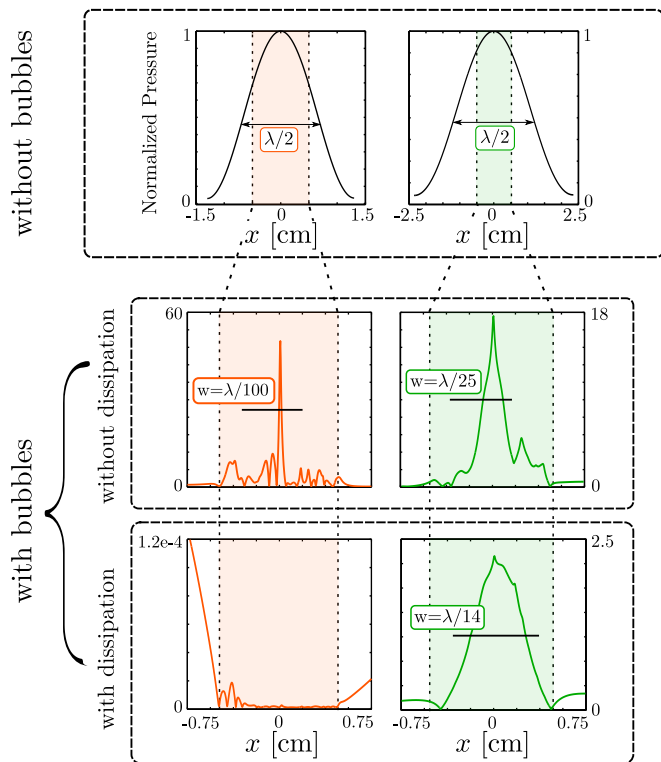 without bubbles
Normalized Pressure
1
0
λ/2
-1.5 0 1.5
x [cm]
1
0
λ/2
-2.5 0 2.5
x [cm]
with bubbles
without dissipation
60
0
w=λ/100
18
0
w=λ/25
with dissipation
1.2e-4
0
-0.75 0 0.75
x [cm]
2.5
0
w=λ/14
-0.75 0 0.75
x [cm]